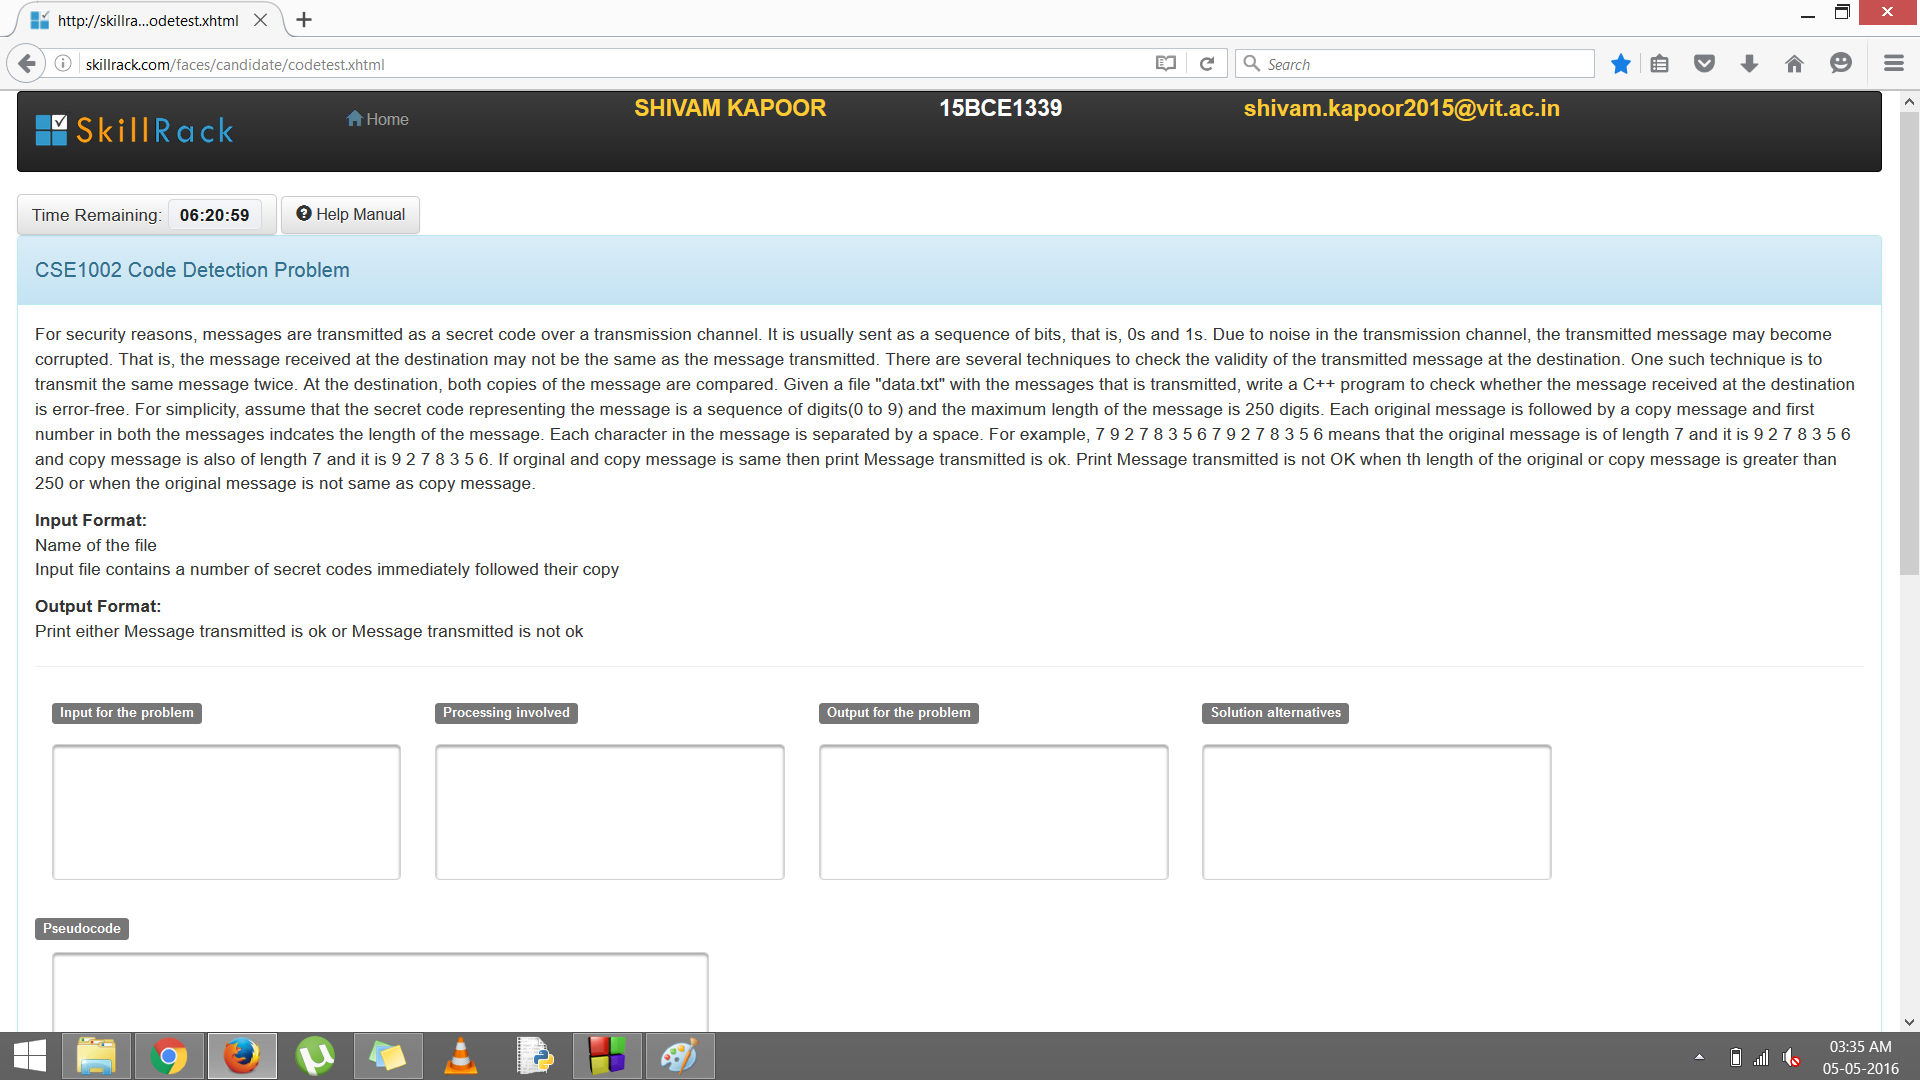 http://skillra...odetest.xhtml
skillrack.com/faces/candidate/codetest.xhtml
Search
SkillRack
Home
SHIVAM KAPOOR
15BCE1339
shivam.kapoor2015@vit.ac.in
Time Remaining: 06:20:59
Help Manual
CSE1002 Code Detection Problem
For security reasons, messages are transmitted as a secret code over a transmission channel. It is usually sent as a sequence of bits, that is, 0s and 1s. Due to noise in the transmission channel, the transmitted message may become
corrupted. That is, the message received at the destination may not be the same as the message transmitted. There are several techniques to check the validity of the transmitted message at the destination. One such technique is to
transmit the same message twice. At the destination, both copies of the message are compared. Given a file "data.txt" with the messages that is transmitted, write a C++ program to check whether the message received at the destination
is error-free. For simplicity, assume that the secret code representing the message is a sequence of digits(0 to 9) and the maximum length of the message is 250 digits. Each original message is followed by a copy message and first
number in both the messages indcates the length of the message. Each character in the message is separated by a space. For example, 7 9 2 7 8 3 5 6 7 9 2 7 8 3 5 6 means that the original message is of length 7 and it is 9 2 7 8 3 5 6
and copy message is also of length 7 and it is 9 2 7 8 3 5 6. If orginal and copy message is same then print Message transmitted is ok. Print Message transmitted is not OK when th length of the original or copy message is greater than
250 or when the original message is not same as copy message.
Input Format:
Name of the file
Input file contains a number of secret codes immediately followed their copy
Output Format:
Print either Message transmitted is ok or Message transmitted is not ok
Input for the problem
Processing involved
Output for the problem
Solution alternatives
Pseudocode
03:35 AM
05-05-2016